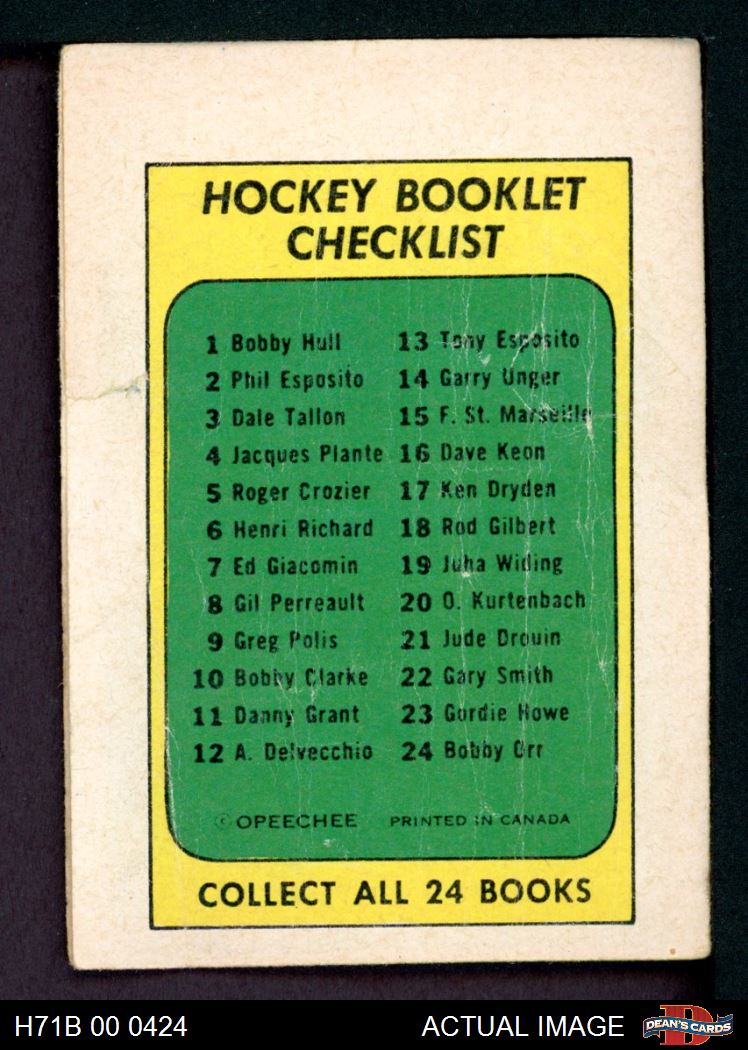 HOCKEY BOOKLET
CHECKLIST
1 Bobby Hull
2 Phil Esposito
3 Dale Tallon
4 Jacques Plante
5 Roger Crozier
6 Henri Richard
7 Ed Giacomin
8 Gil Perreault
9 Greg Polis
10 Bobby Clarke
11 Danny Grant
12 A. Delvecchio
13 Tony Esposito
14 Garry Unger
15 F. St. Marseille
16 Dave Keon
17 Ken Dryden
18 Rod Gilbert
19 Juha Widing
20 O. Kurtenbach
21 Jude Drouin
22 Gary Smith
23 Gordie Howe
24 Bobby Orr
© OPEECHEE PRINTED IN CANADA
COLLECT ALL 24 BOOKS
H71B 00 0424 ACTUAL IMAGE
D
DEAN'S CARDS